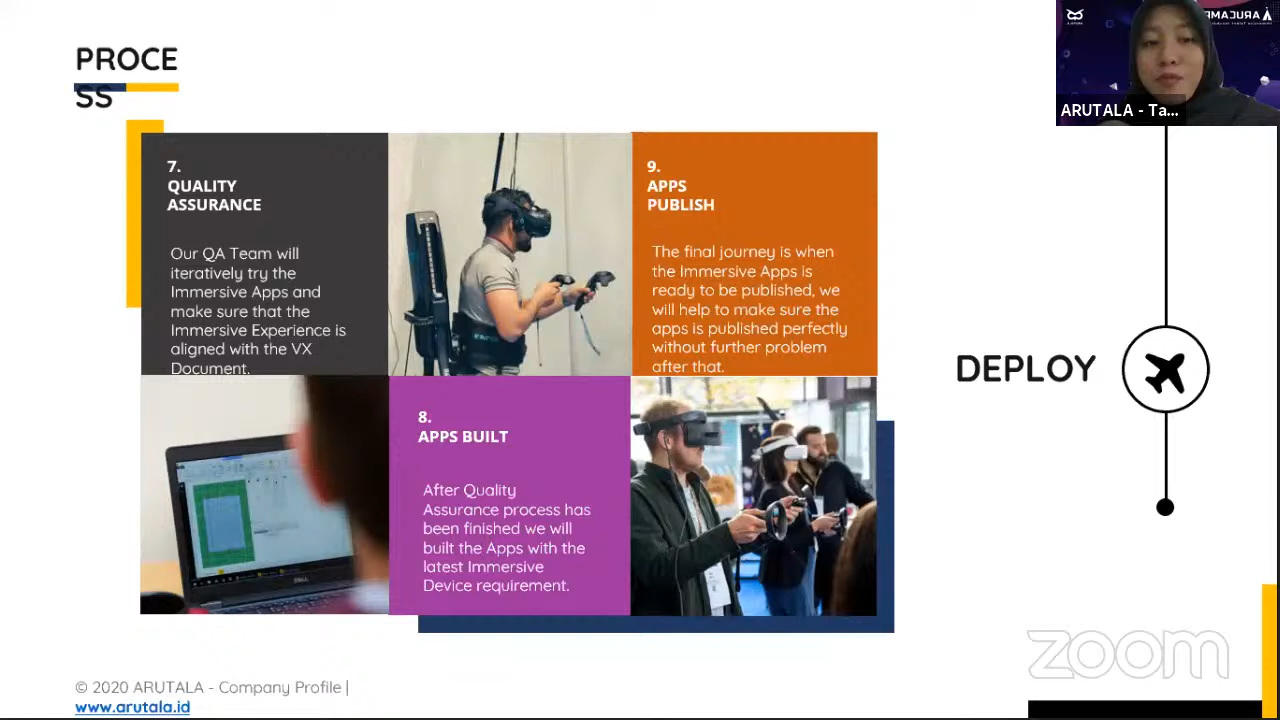 PROCE
SS
7.
QUALITY
ASSURANCE
Our QA Team will
iteratively try the
Immersive Apps and
make sure that the
Immersive Experience is
aligned with the VX
Document.
9.
APPS
PUBLISH
The final journey is when
the Immersive Apps is
ready to be published, we
will help to make sure the
apps is published perfectly
without further problem
after that.
8.
APPS BUILT
After Quality
Assurance process has
been finished we will
built the Apps with the
latest Immersive
Device requirement.
DELL
DEPLOY
ARUCAMP
ARUTALA - Ta...
zoom
© 2020 ARUTALA - Company Profile |
www.arutala.id